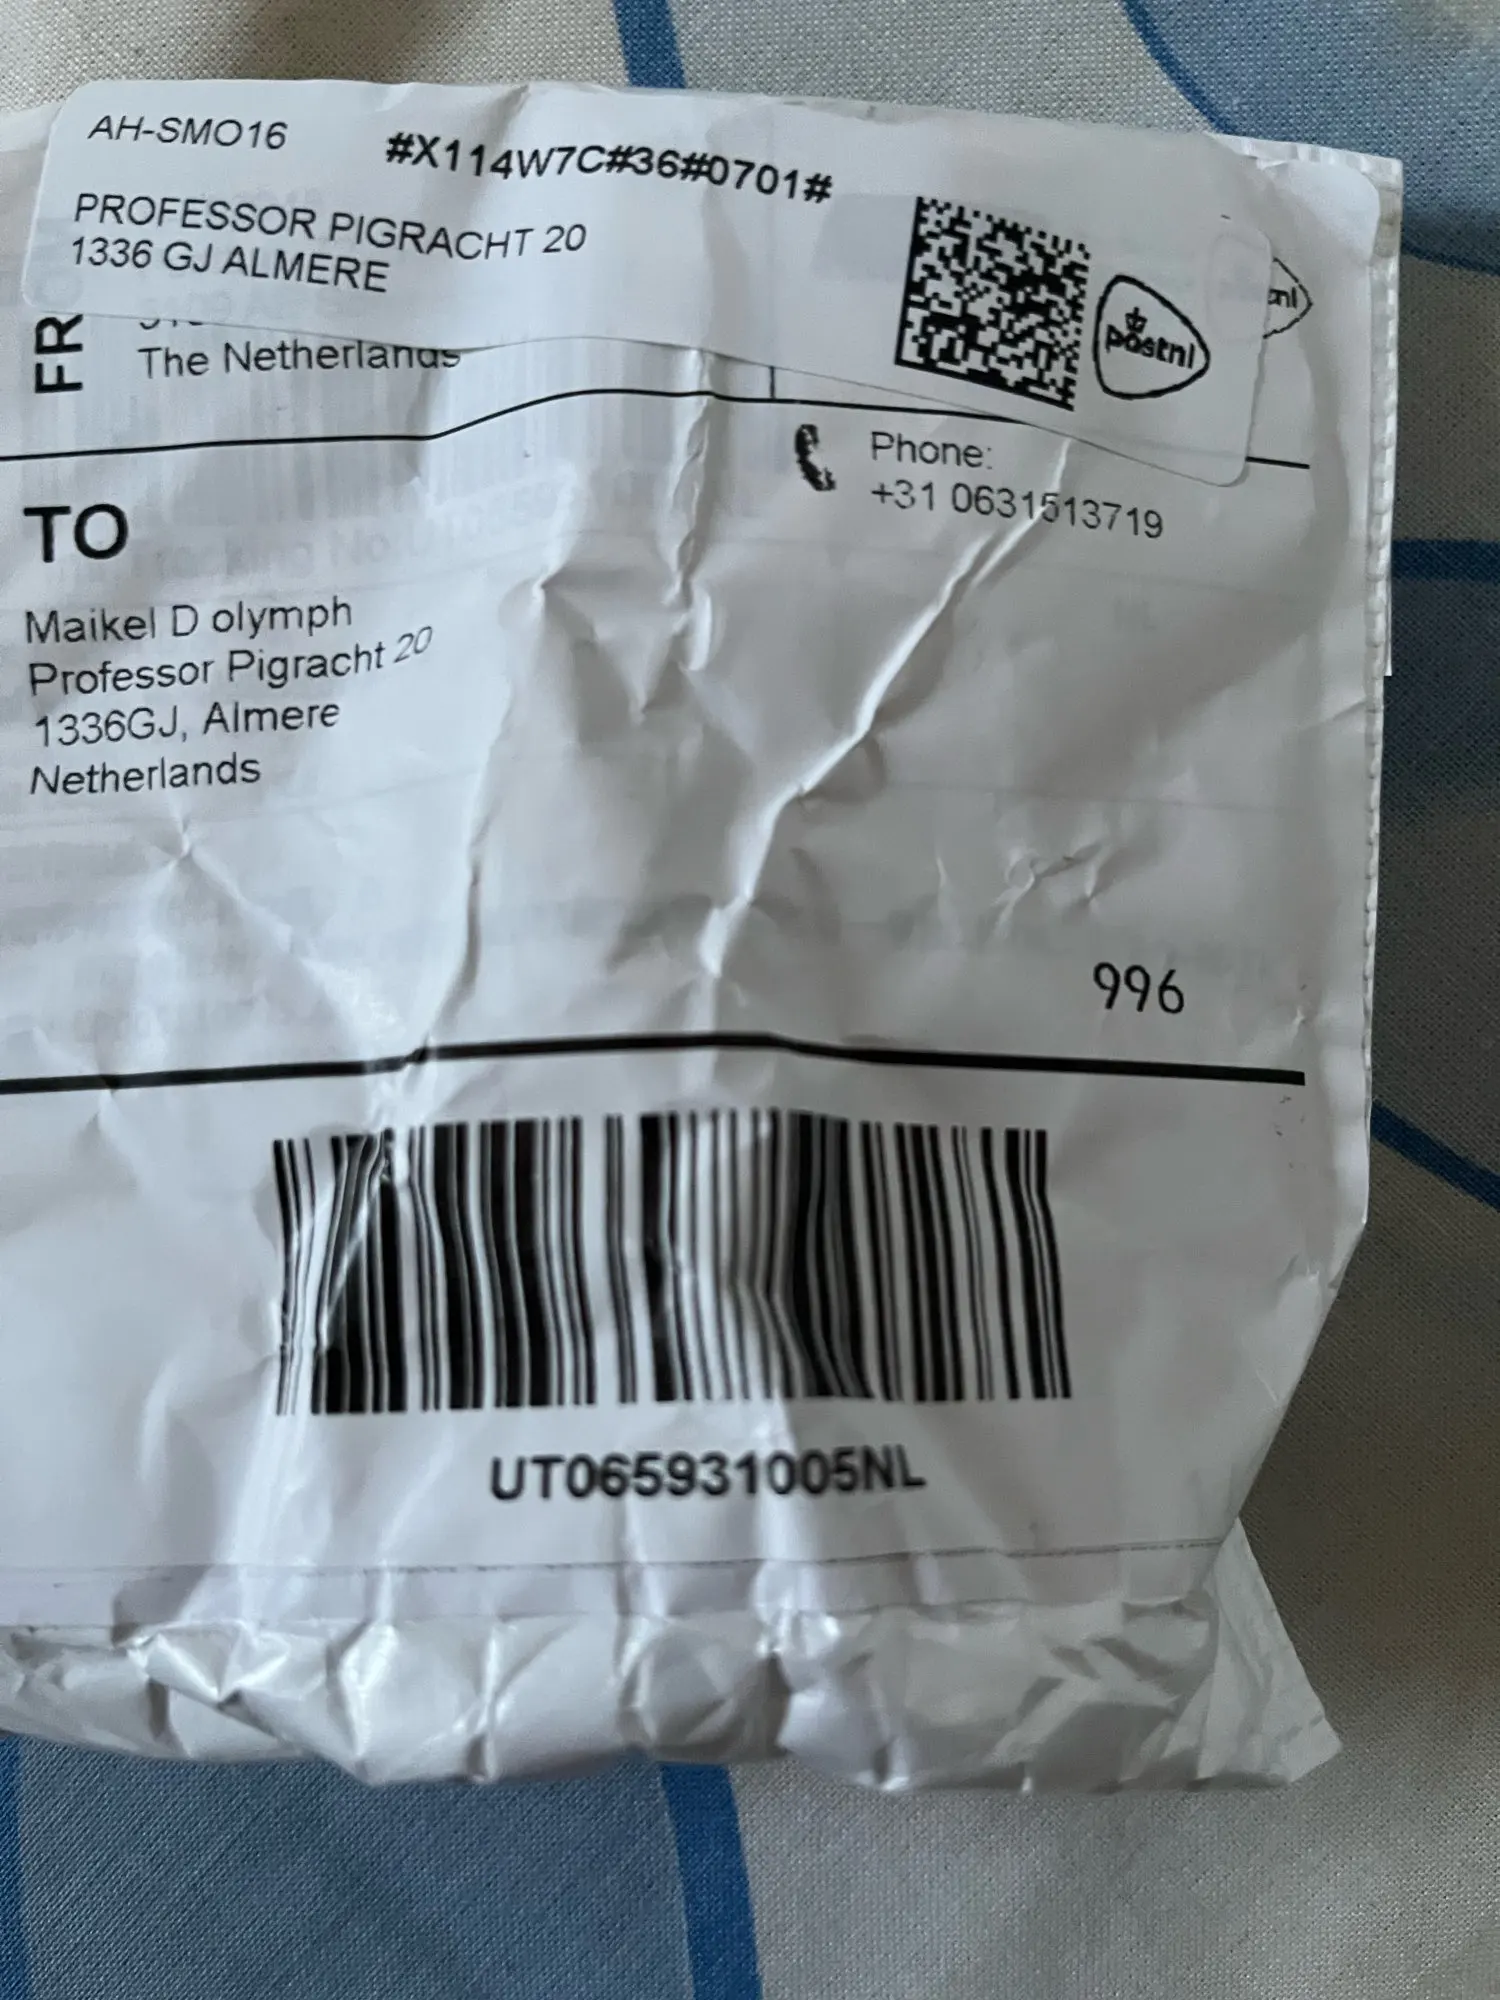 AH-SMO16
#X114W7C#36#0701#
PROFESSOR PIGRACHT 20
1336 GJ ALMERE
postnl
nl
FR
The Netherlands
Phone:
+31 0631513719
TO
Maikel D olymph
Professor Pigracht 20
1336GJ, Almere
Netherlands
996
UT065931005NL